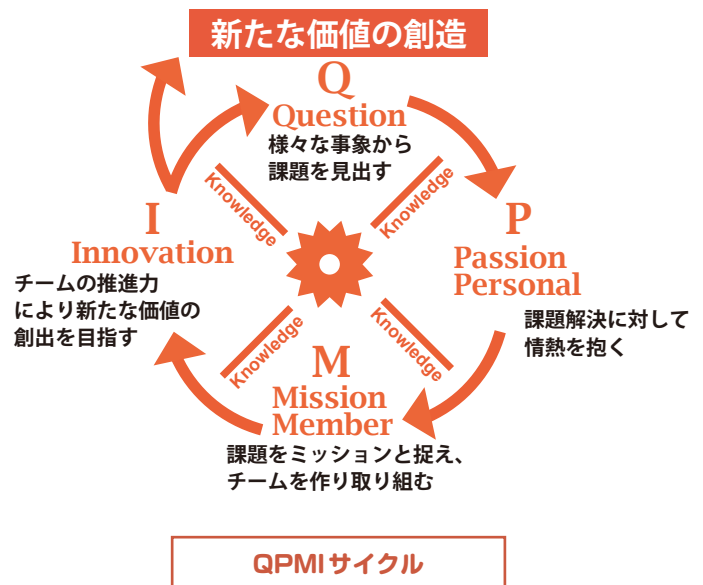 新たな価値の創造
Q
Question
様々な事象から
課題を見出す
Knowledge
Knowledge
I
Innovation
チームの推進力
により新たな価値の
創出を目指す
P
Passion
Personal
課題解決に対して
情熱を抱く
Knowledge
Knowledge
M
Mission
Member
課題をミッションと捉え、
チームを作り取り組む
QPMIサイクル